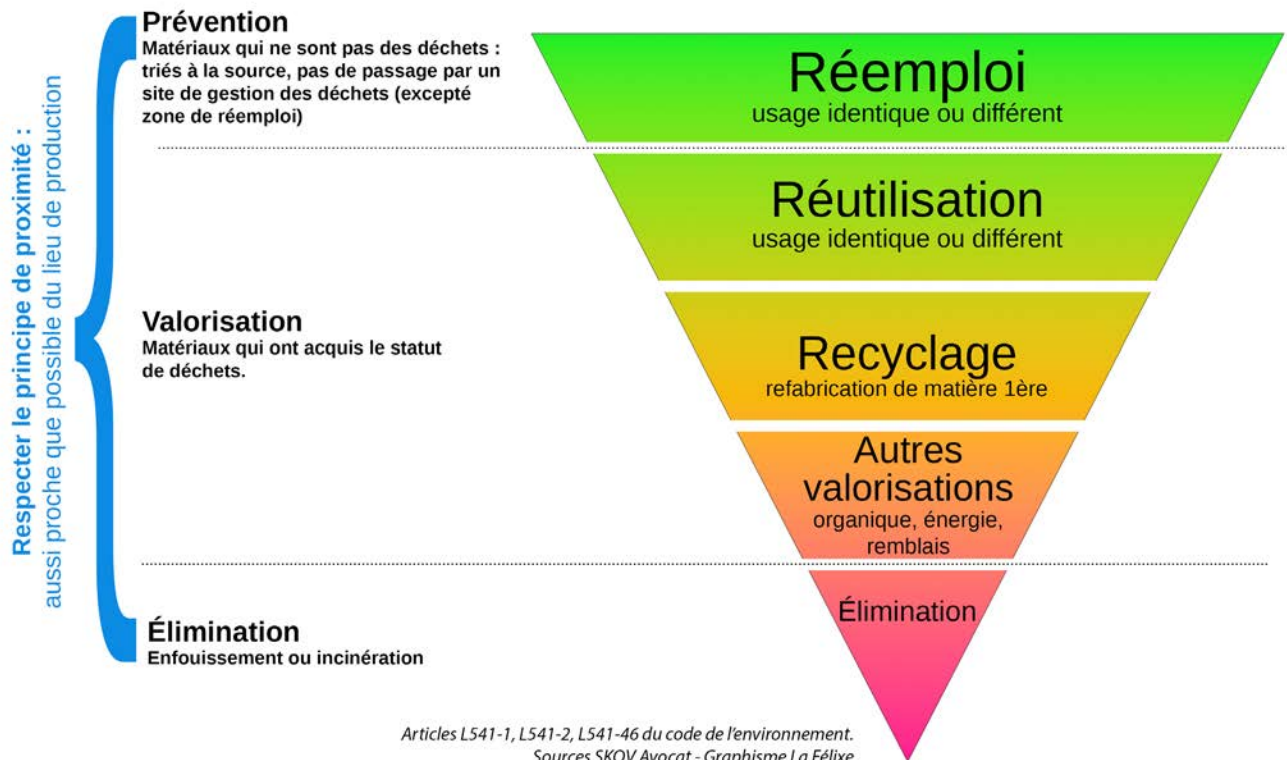 Respecter le principe de proximité :
aussi proche que possible du lieu de production
Prévention
Matériaux qui ne sont pas des déchets :
triés à la source, pas de passage par un
site de gestion des déchets (excepté
zone de réemploi)
Réemploi
usage identique ou différent
Réutilisation
usage identique ou différent
Valorisation
Matériaux qui ont acquis le statut
de déchets.
Recyclage
refabrication de matière 1ère
Autres
valorisations
organique, énergie,
remblais
Élimination
Enfouissement ou incinération
Élimination
Articles L541-1, L541-2, L541-46 du code de l'environnement.
Sources SKOV Avocat - Graphisme La Félixe